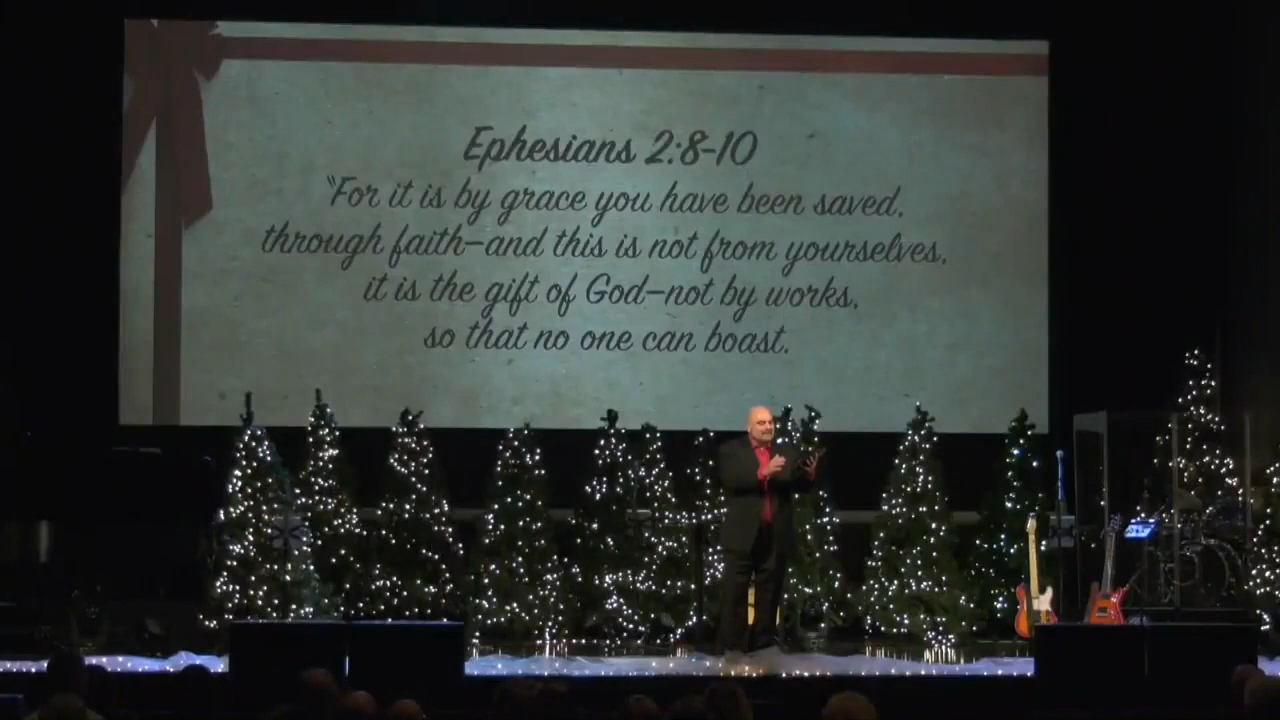 Ephesians 2:8-10
"For it is by grace you have been saved,
through faith—and this is not from yourselves,
it is the gift of God—not by works,
so that no one can boast.